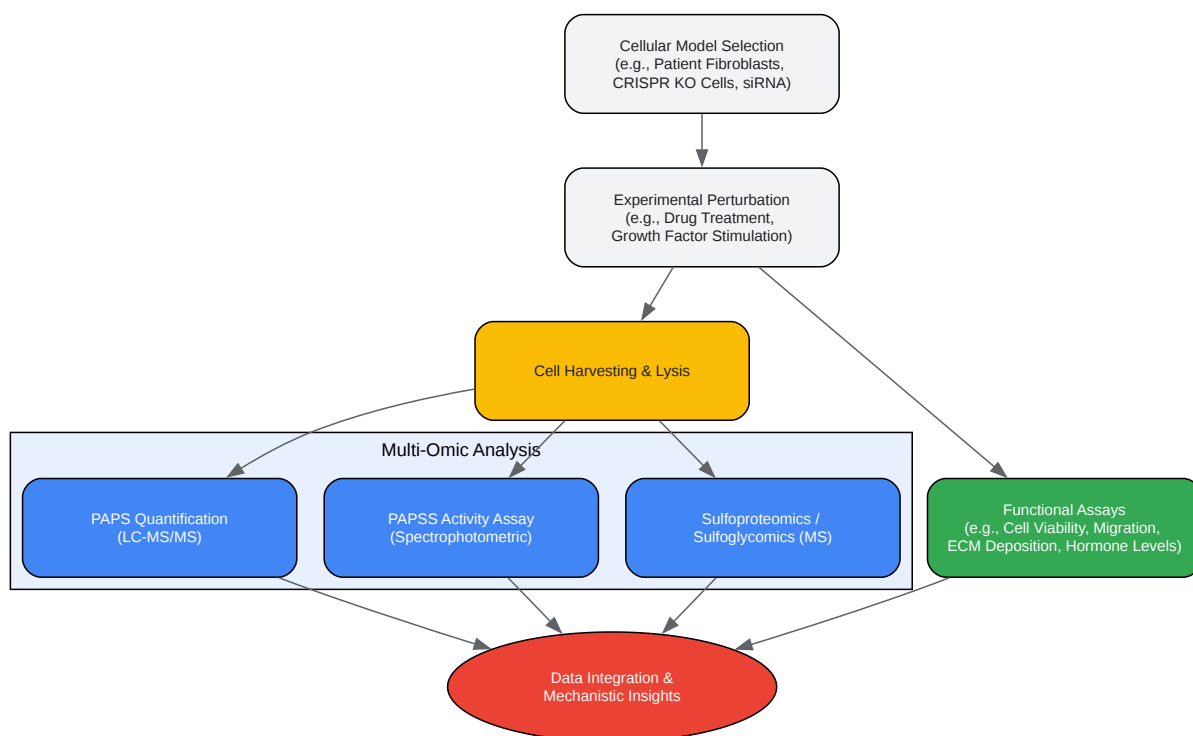 Cellular Model Selection
(e.g., Patient Fibroblasts,
CRISPR KO Cells, siRNA)
Experimental Perturbation
(e.g., Drug Treatment,
Growth Factor Stimulation)
Cell Harvesting & Lysis
Multi-Omic Analysis
PAPS Quantification
(LC-MS/MS)
PAPSS Activity Assay
(Spectrophotometric)
Sulfoproteomics /
Sulfoglycomics (MS)
Functional Assays
(e.g., Cell Viability, Migration,
ECM Deposition, Hormone Levels)
Data Integration &
Mechanistic Insights